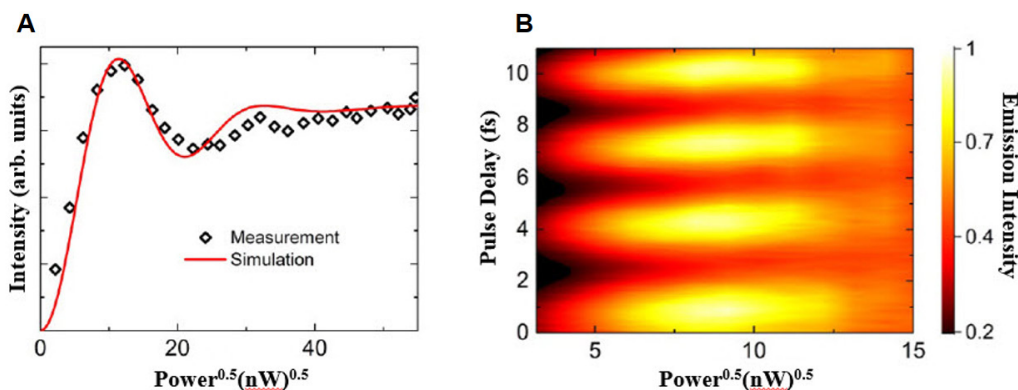 A
Intensity (arb. units)
Measurement
Simulation
0
20
40
Power^0.5(nW)^0.5
B
Pulse Delay (fs)
10
8
6
4
2
0
5
10
15
Power^0.5(nW)^0.5
1
0.7
0.4
0.2
Emission Intensity